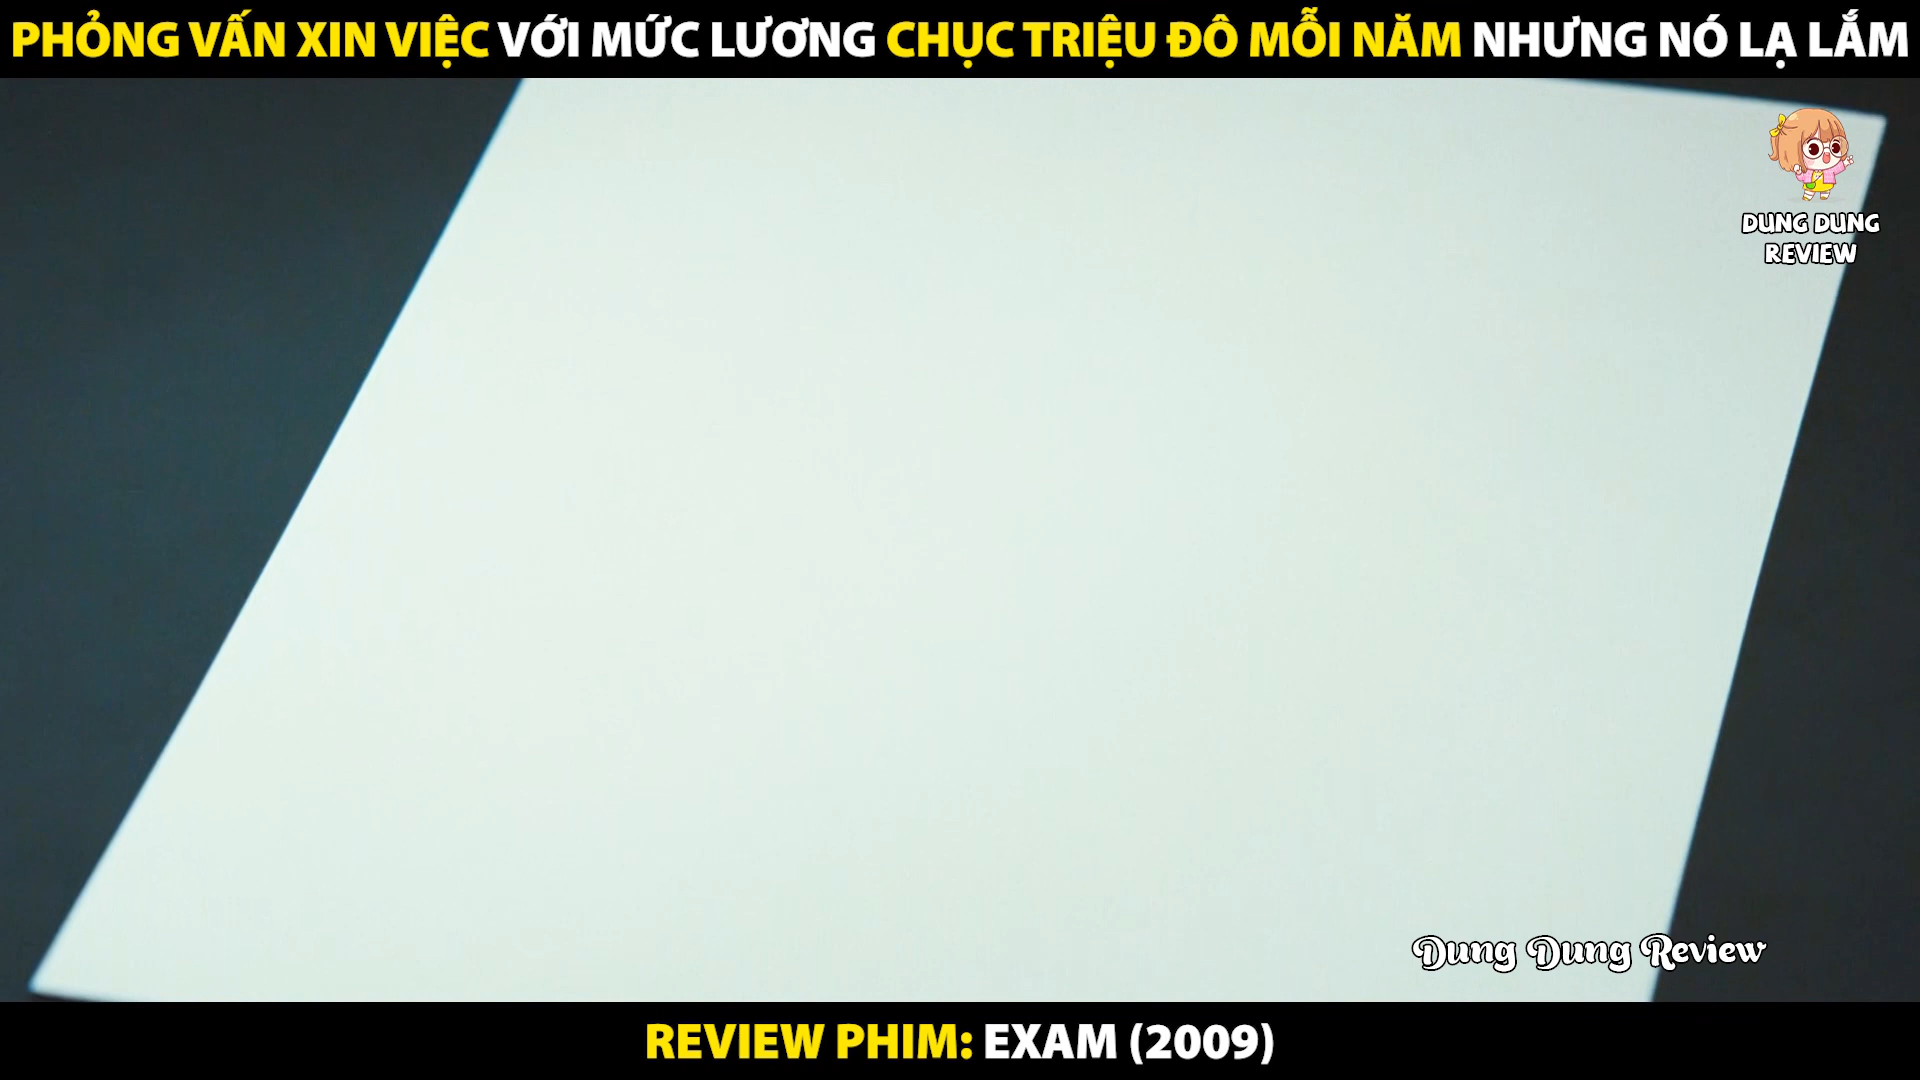 PHỎNG VẤN XIN VIỆC VỚI MỨC LƯƠNG CHỤC TRIỆU ĐÔ MỖI NĂM NHƯNG NÓ LẠ LẮM
DUNG DUNG
REVIEW
Dung Dung Review
REVIEW PHIM: EXAM (2009)